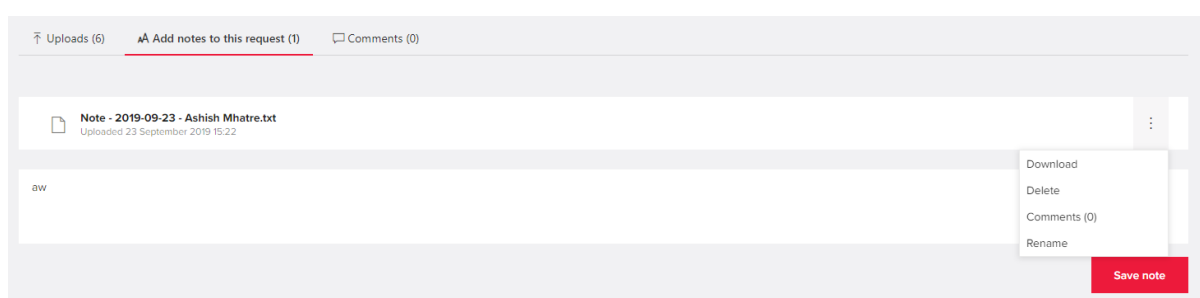 Uploads (6) Add notes to this request (1) Comments (0)
Note - 2019-09-23 - Ashish Mhatre.txt
Uploaded 23 September 2019 15:22
Download
aw
Delete
Comments (0)
Rename
Save note